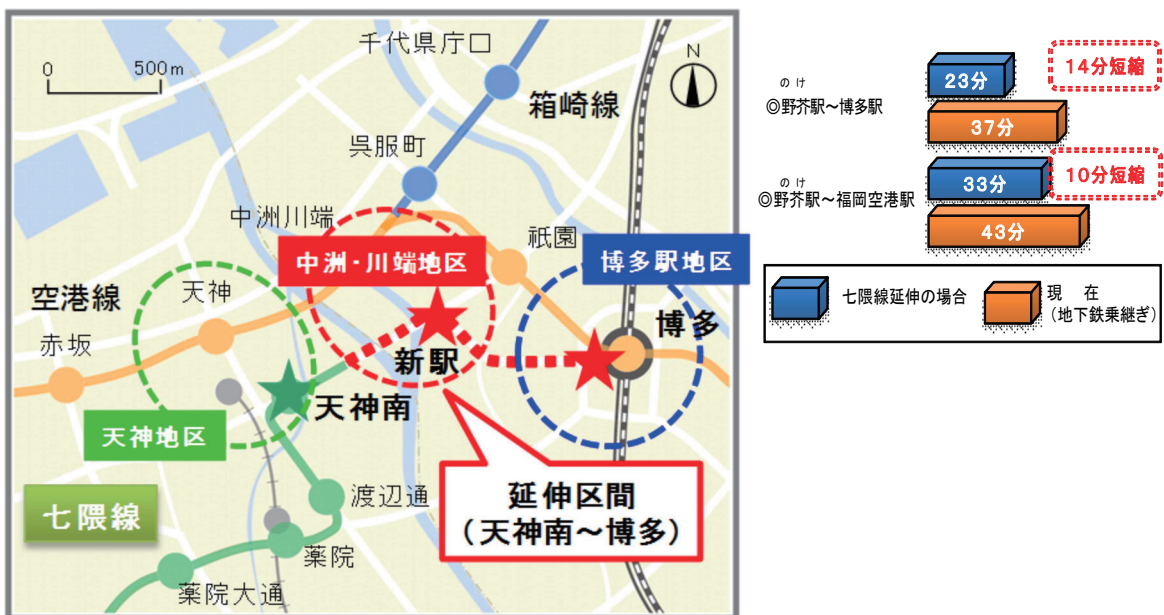 千代県庁口
0 500m
N
箱崎線
呉服町
中洲川端
祇園
中洲・川端地区
博多駅地区
空港線
天神
赤坂
博多
新駅
天神南
天神地区
延伸区間
(天神南～博多)
七隈線
渡辺通
薬院
薬院大通
のけ
◎野芥駅～博多駅
23分
14分短縮
37分
のけ
◎野芥駅～福岡空港駅
33分
10分短縮
43分
七隈線延伸の場合
現 在
(地下鉄乗継ぎ)